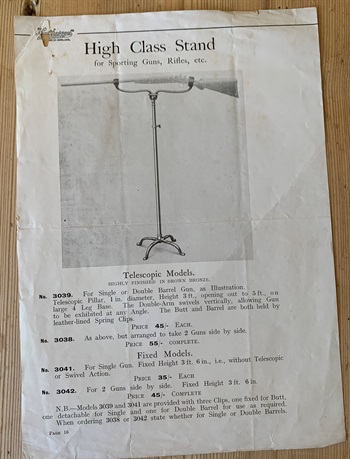 High Class Stand
for Sporting Guns, Rifles, etc.
Telescopic Models.
HIGHLY FINISHED IN BROWN BRONZE.
No. 3039. For Single or Double Barrel Gun, as Illustration.
Telescopic Pillar, 1 in. diameter, Height 3 ft., opening out to 5 ft., on
large 4 Leg Base. The Double-Arm swivels vertically, allowing Gun
to be exhibited at any Angle. The Butt and Barrel are both held by
leather-lined Spring Clips.
PRICE 45/- EACH.
No. 3038. As above, but arranged to take 2 Guns side by side.
PRICE 55/- COMPLETE.
Fixed Models.
No. 3041. For Single Gun. Fixed Height 3 ft. 6 in., i.e., without Telescopic
or Swivel Action.
PRICE 35/- EACH
No. 3042. For 2 Guns side by side. Fixed Height 3 ft. 6 in.
PRICE 45/- COMPLETE
N.B.—Models 3039 and 3041 are provided with three Clips, one fixed for Butt,
one detachable for Single and one for Double Barrel for use as required.
When ordering 3038 or 3042 state whether for Single or Double Barrels.
PAGE 18